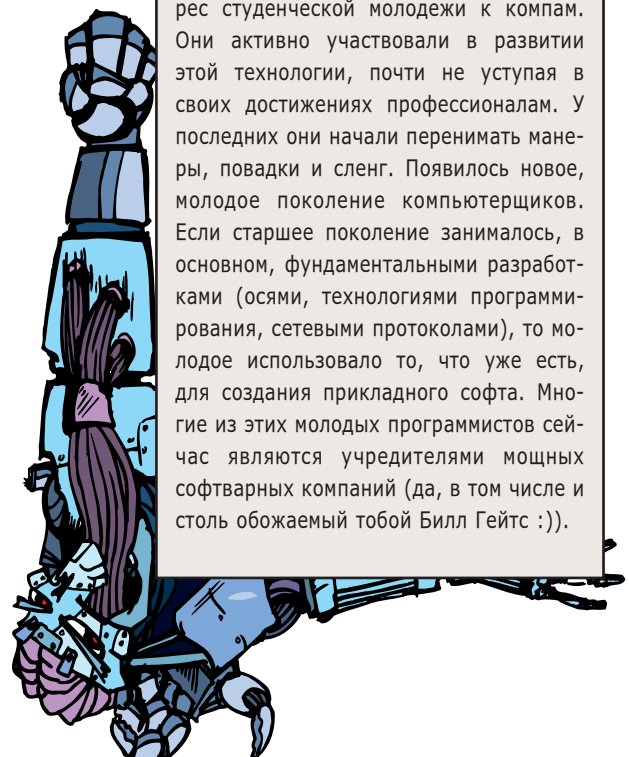 рес студенческой молодежи к компам.
Они активно участвовали в развитии
этой технологии, почти не уступая в
своих достижениях профессионалам. У
последних они начали перенимать мане-
ры, повадки и сленг. Появилось новое,
молодое поколение компьютерщиков.
Если старшее поколение занималось, в
основном, фундаментальными разработ-
ками (осями, технологиями программи-
рования, сетевыми протоколами), то мо-
лодое использовало то, что уже есть,
для создания прикладного софта. Мно-
гие из этих молодых программистов сей-
час являются учредителями мощных
софтварных компаний (да, в том числе и
столь обожаемый тобой Билл Гейтс :)).